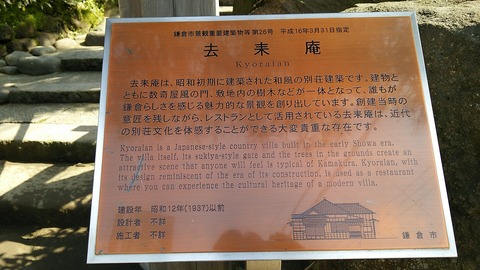 鎌倉市景観重要建築物等第26号 平成16年3月31日指定
去来庵
Kyoraian
去来庵は、昭和初期に建築された和風の別荘建築です。建物と
ともに数奇屋風の門、敷地内の樹木などが一体となって、誰もが
鎌倉らしさを感じる魅力的な景観を創り出しています。創建当時の
意匠を残しながら、レストランとして活用されている去来庵は、近代
の別荘文化を体感することができる大変貴重な存在です。
Kyoraian is a Japanese-style country villa built in the early Showa era.
The villa itself, its sukiya-style gate and the trees in the grounds create an
attractive scene that anyone will feel is typical of Kamakura. Kyoraian, with
its design reminiscent of the era of its construction, is used as a restaurant
where you can experience the cultural heritage of a modern villa.
建設年 昭和12年(1937)以前
設計者 不詳
施工者 不詳
鎌倉市